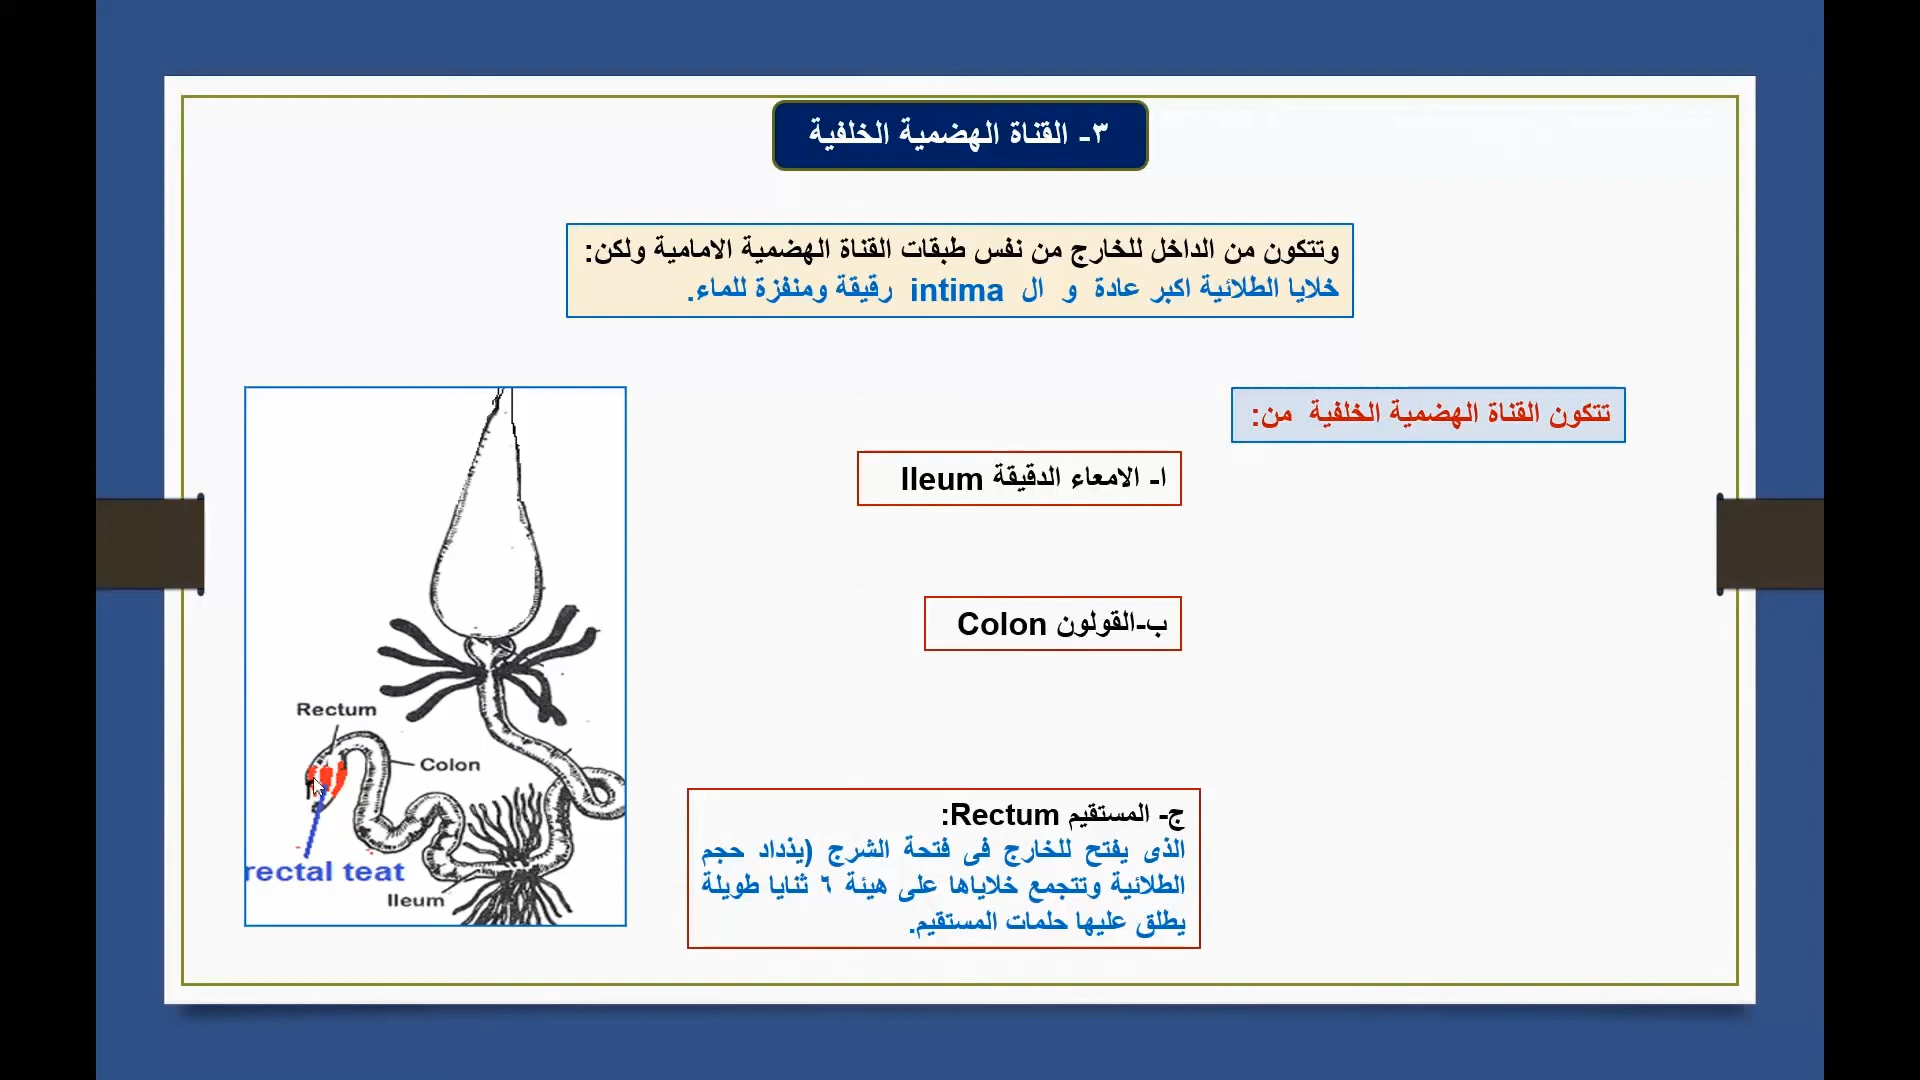 ٣- القناة الهضمية الخلفية
وتتكون من الداخل للخارج من نفس طبقات القناة الهضمية الامامية ولكن:
خلايا الطلائية اكبر عادة و ال intima رقيقة ومنفزة للماء.
تتكون القناة الهضمية الخلفية من:
ا- الامعاء الدقيقة Ileum
ب-القولون Colon
ج- المستقيم Rectum:
الذى يفتح للخارج فى فتحة الشرج (يذداد حجم
الطلائية وتتجمع خلاياها على هيئة ٦ ثنايا طويلة
يطلق عليها حلمات المستقيم.
Rectum
Colon
rectal teat
Ileum